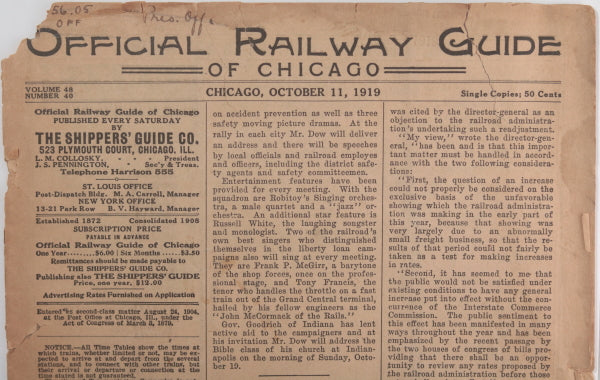 56.05
OFF
Pres. Off.
OFFICIAL RAILWAY GUIDE
OF CHICAGO
VOLUME 48
NUMBER 40
CHICAGO, OCTOBER 11, 1919
Single Copies; 50 Cents
Official Railway Guide of Chicago
PUBLISHED EVERY SATURDAY
BY
THE SHIPPERS' GUIDE CO.
523 PLYMOUTH COURT, CHICAGO, ILL.
L. M. COLLOSKY, - - - President
J. S. PENNINGTON, - - Sec'y & Treas.
Telephone Harrison 555
ST. LOUIS OFFICE
Post-Dispatch Bldg. M. A. Carroll, Manager
NEW YORK OFFICE
13-21 Park Row B. V. Hayward, Manager
Established 1872 Consolidated 1908
SUBSCRIPTION PRICE
PAYABLE IN ADVANCE
Official Railway Guide of Chicago
One Year........$6.00 Six Months......$3.50
Remittances should be made payable to
THE SHIPPERS' GUIDE CO.
Publishing also THE SHIPPERS' GUIDE
Price, one year, $12.00
Advertising Rates Furnished on Application
Entered as second-class matter August 24, 1904,
at the Post Office at Chicago, Ill., under the
Act of Congress of March 3, 1879.
NOTICE.—All Time Tables show the times at
which trains, whether limited or not, may be ex-
pected to arrive at and depart from the several
stations, and to connect with other trains, but
their arrival or departure or connection at the
time stated is not guaranteed.
on accident prevention as well as three
safety moving picture dramas. At the
rally in each city Mr. Dow will deliver
an address and there will be speeches
by local officials and railroad employes
and officers, including the district safe-
ty agents and safety committeemen.
Entertainment features have been
provided for every meeting. With the
squadron are Robitoy's Singing orches-
tra, a male quartet and a "jazz" or-
chestra. An additional star feature is
Russell White, the laughing songster
and monologist. Two of the railroad's
own best singers who distinguished
themselves in the liberty loan cam-
paigns also will sing at every meeting.
They are Frank P. McGirr, a barytone
of the shop forces, once on the profes-
sional stage, and Tony Francis, the
tenor who handles the throttle on a fast
train out of the Grand Central terminal,
hailed by his fellow engineers as the
"John McCormack of the Rails."
Gov. Goodrich of Indiana has lent
active aid to the campaigners and at
his invitation Mr. Dow will address the
Bible class of his church at Indian-
apolis on the morning of Sunday, Octo-
ber 19.
was cited by the director-general as an
objection to the railroad administra-
tion's undertaking such a readjustment.
"My view," wrote the director-gen-
eral, "has been and is that this impor-
tant matter must be handled in accord-
ance with the two following considera-
tions:
"First, the question of an increase
could not properly be considered on the
exclusive basis of the unfavorable
showing which the railroad administra-
tion was making in the early part of
this year, because that showing was
very largely due to an abnormally
small freight business, so that the re-
sults of that period could not fairly be
taken as a test for making increases
in rates.
"Second, it has seemed to me that
the public would not be satisfied under
existing conditions to have any general
increase put into effect without the con-
currence of the Interstate Commerce
Commission. The public sentiment to
this effect has been manifested in many
ways throughout the year and has been
emphasized by the recent passage by
the two houses of congress of bills pro-
viding that there shall be an oppor-
tunity to review any rates proposed by
the railroad administration before those